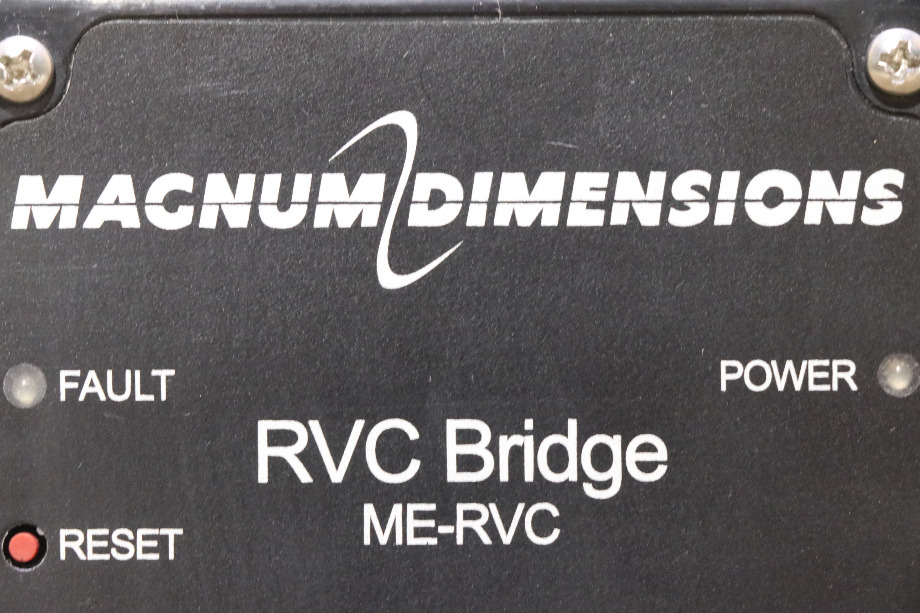 MAGNUM DIMENSIONS
FAULT
POWER
RVC Bridge
ME-RVC
RESET